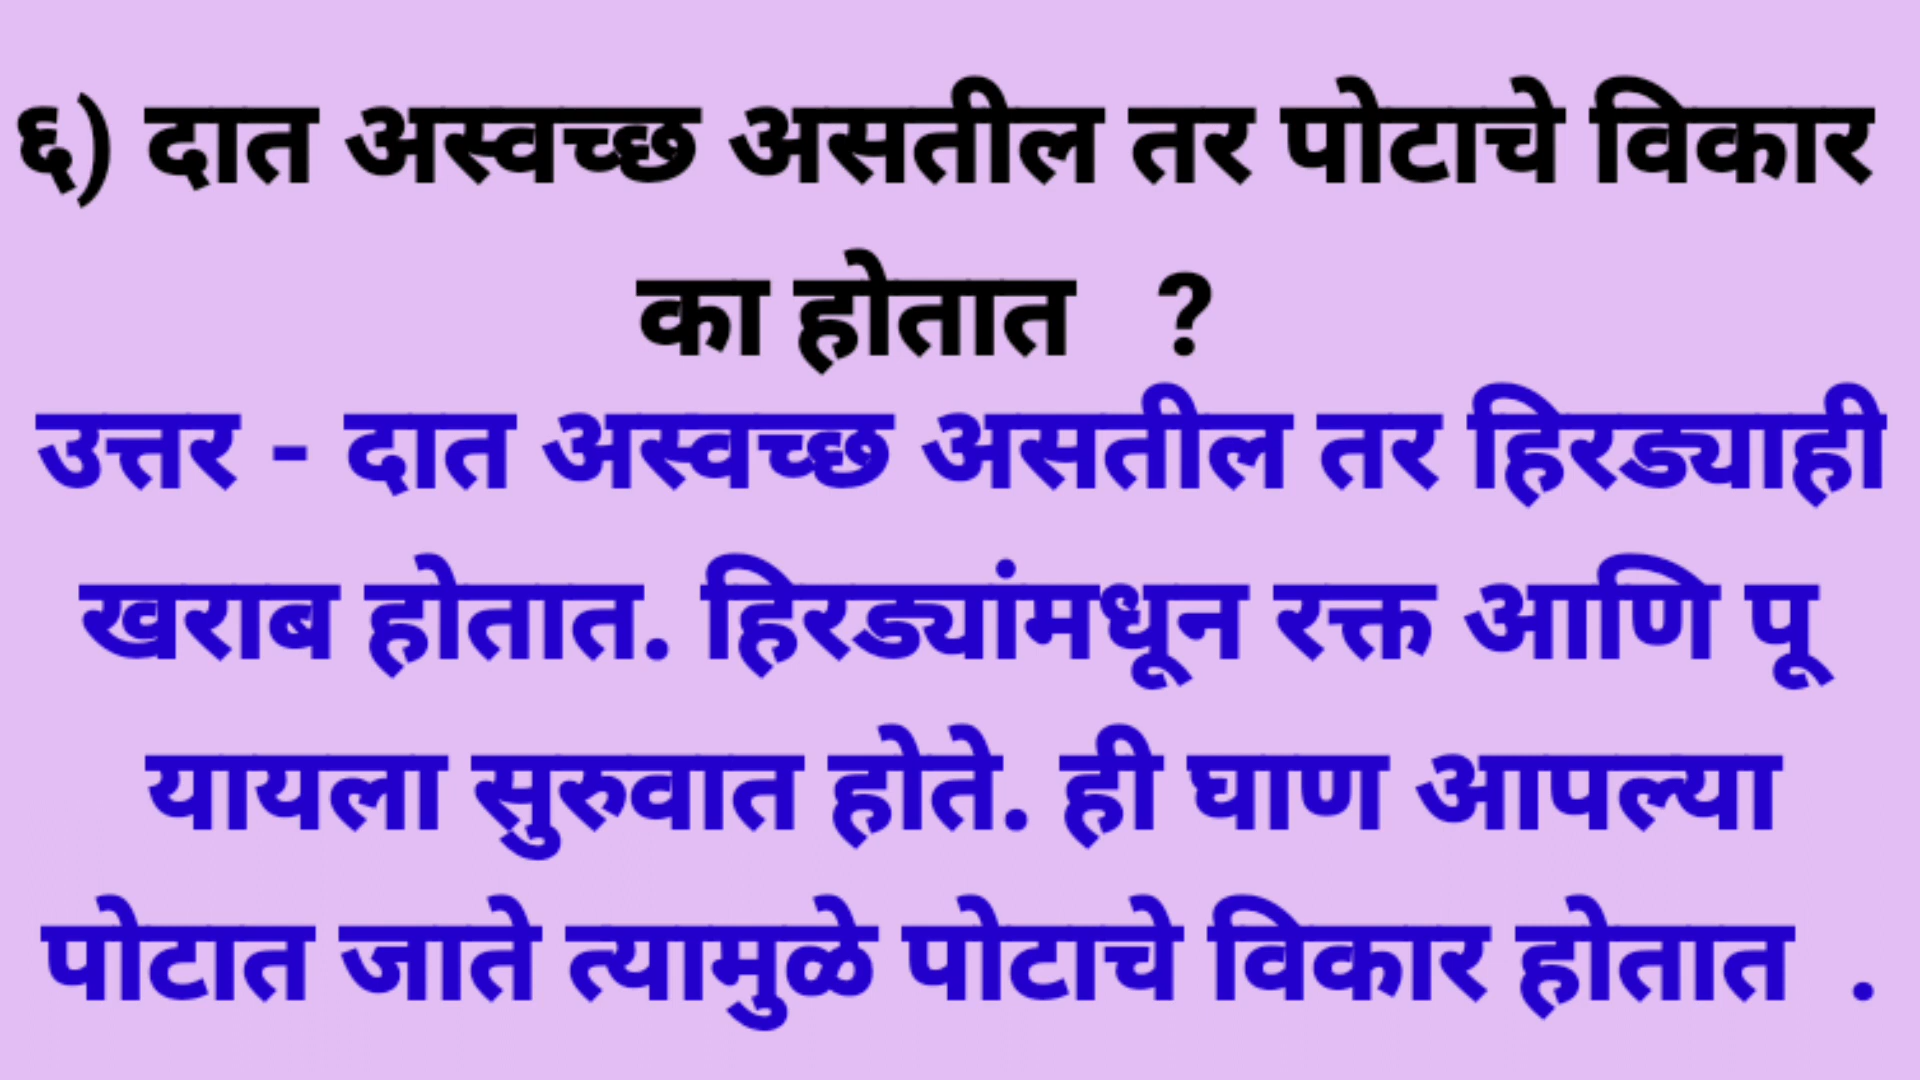 ६) दात अस्वच्छ असतील तर पोटाचे विकार
का होतात ?
उत्तर - दात अस्वच्छ असतील तर हिरड्याही
खराब होतात. हिरड्यांमधून रक्त आणि पू
यायला सुरुवात होते. ही घाण आपल्या
पोटात जाते त्यामुळे पोटाचे विकार होतात .